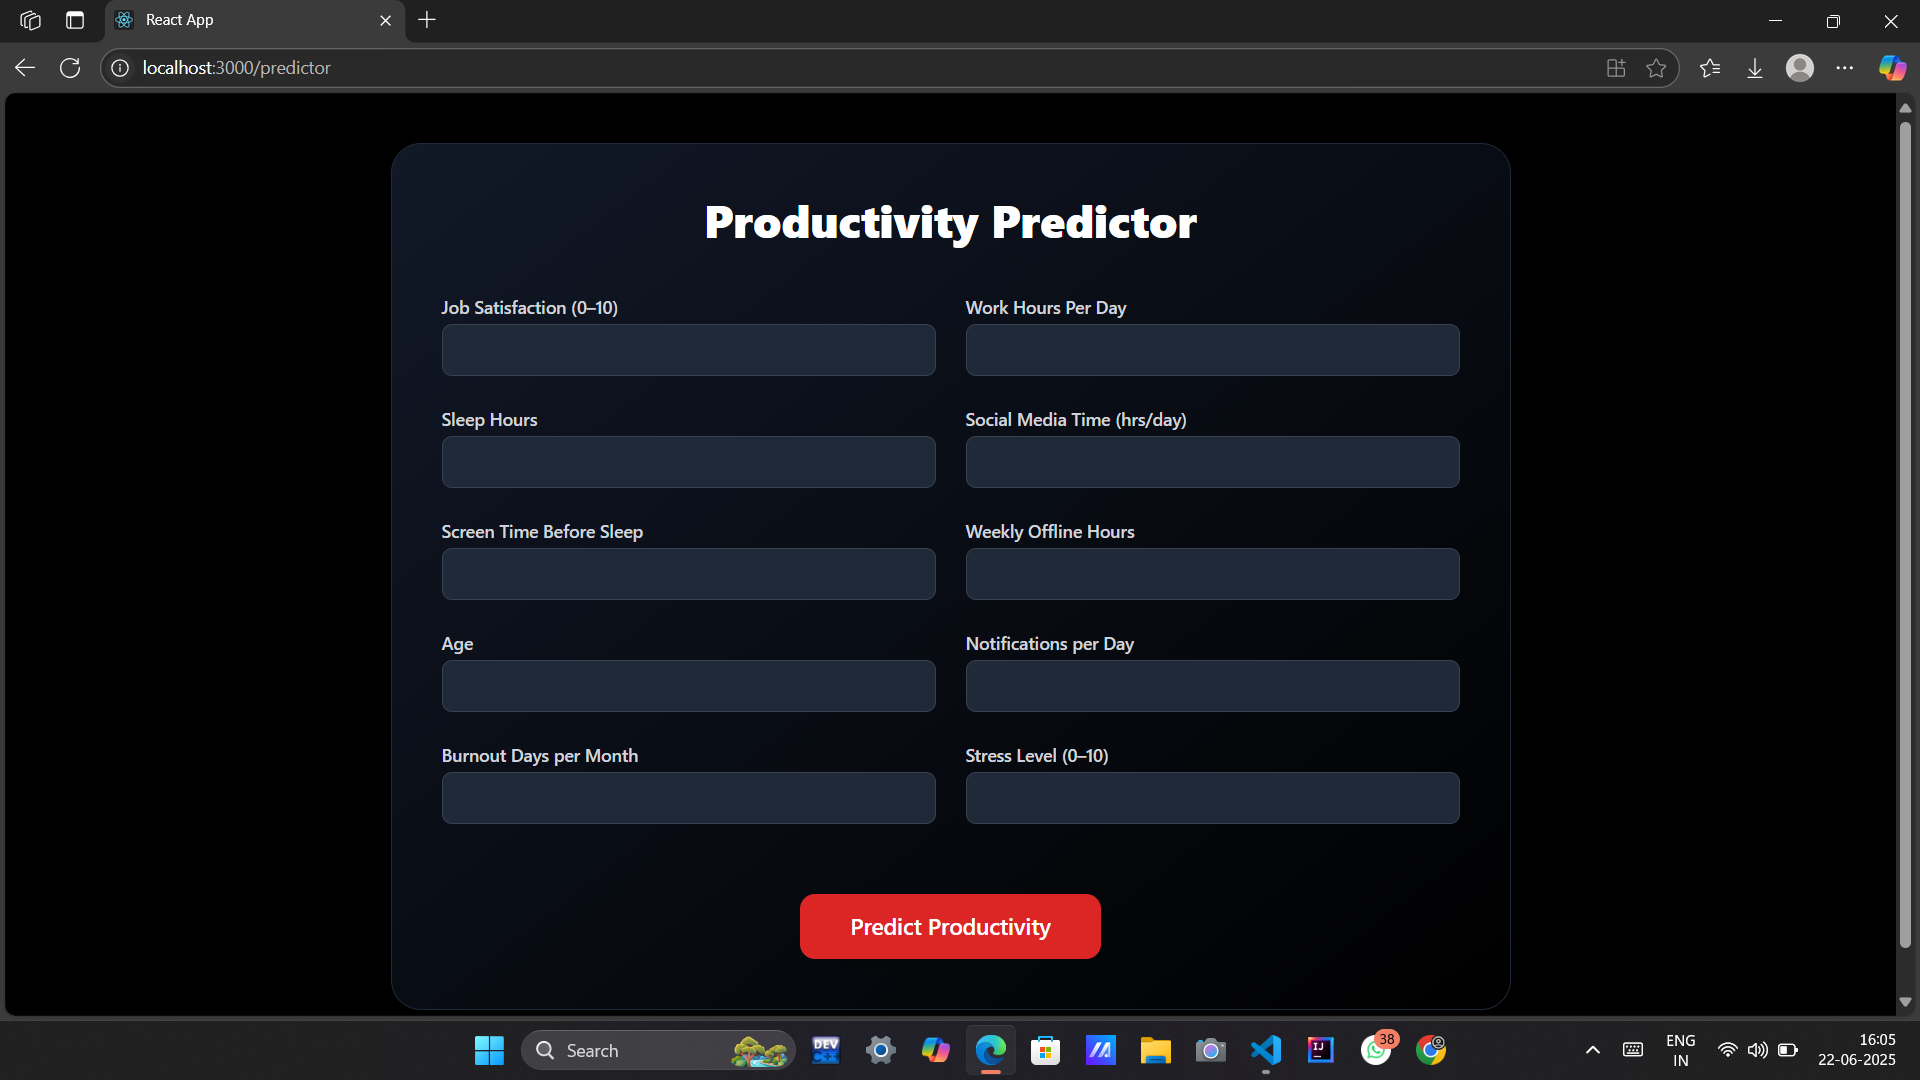 React App
localhost:3000/predictor
Productivity Predictor
Job Satisfaction (0–10)
Work Hours Per Day
Sleep Hours
Social Media Time (hrs/day)
Screen Time Before Sleep
Weekly Offline Hours
Age
Notifications per Day
Burnout Days per Month
Stress Level (0–10)
Predict Productivity
Search
DEV
C++
IJ
38
ENG
IN
16:05
22-06-2025